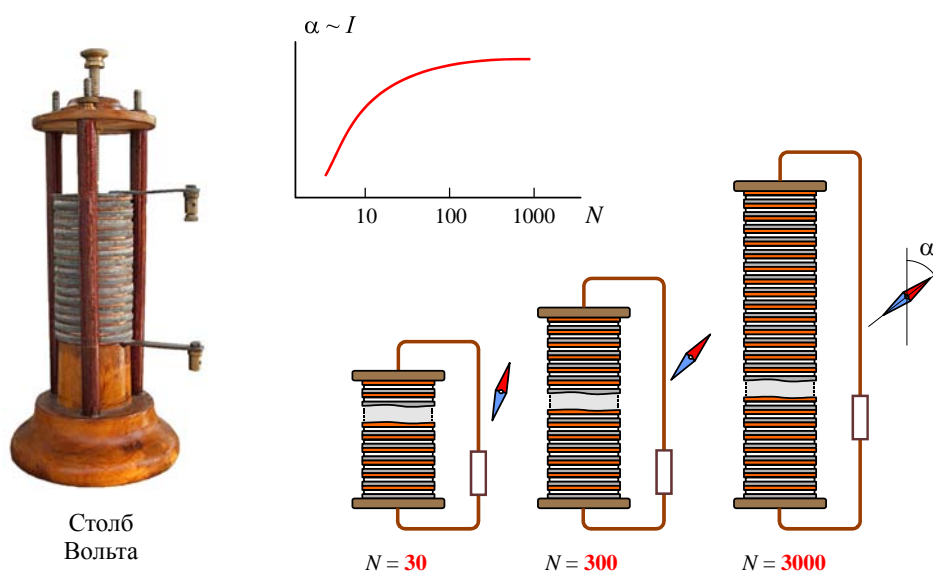 α ~ I
10 100 1000 N
α
Столб
Вольта
N = 30
N = 300
N = 3000